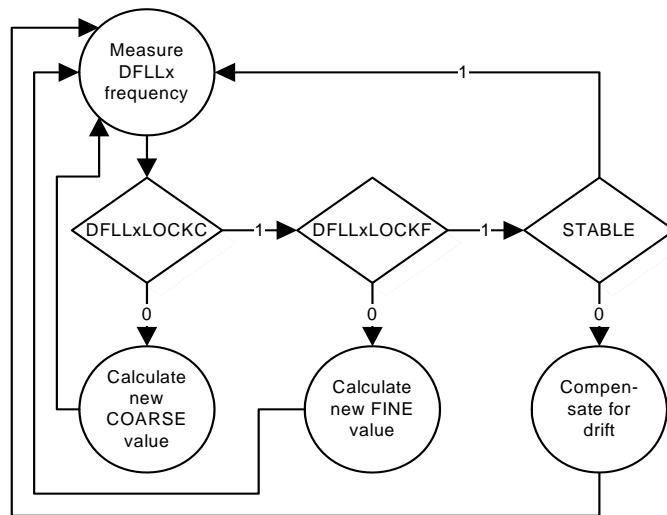 Measure
DFLLx
frequency
1
DFLLxLOCKC
1
DFLLxLOCKF
1
STABLE
0
0
0
Calculate
new
COARSE
value
Calculate
new FINE
value
Compen-
sate for
drift